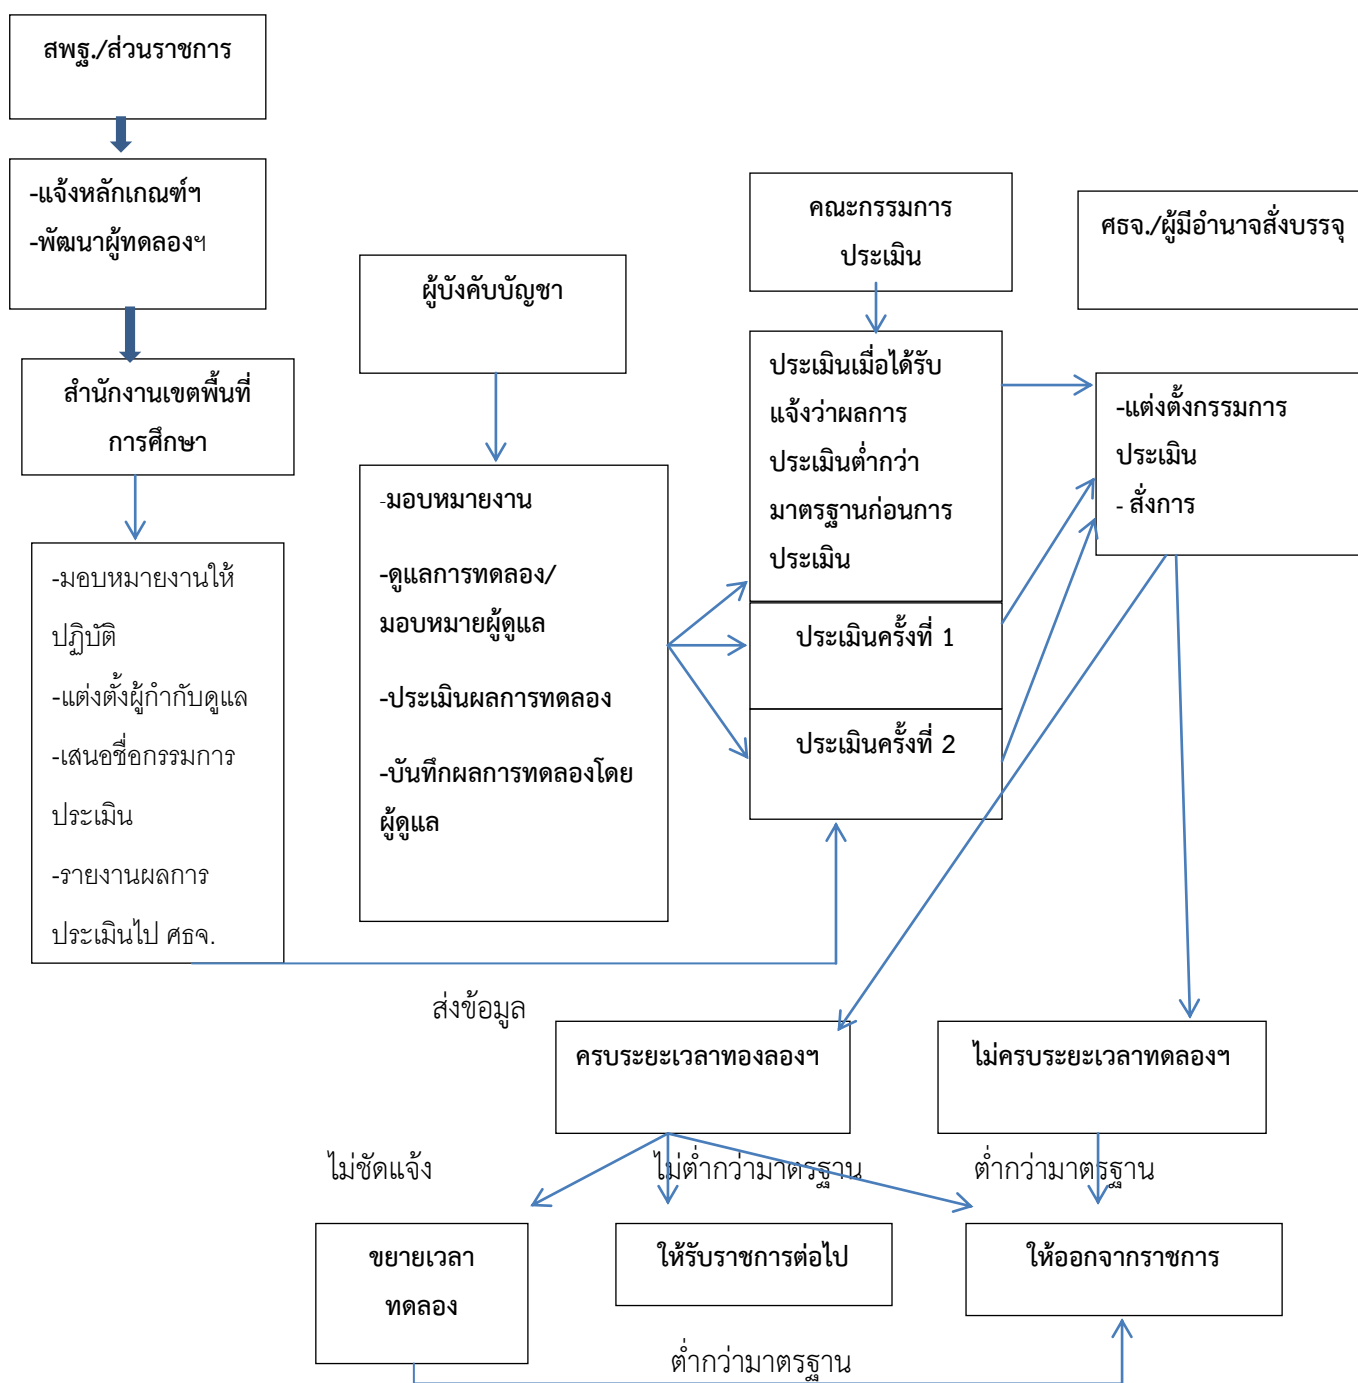 สพฐ./ส่วนราชการ
-แจ้งหลักเกณฑ์ฯ
-พัฒนาผู้ทดลองฯ
สำนักงานเขตพื้นที่
การศึกษา
-มอบหมายงานให้
ปฏิบัติ
-แต่งตั้งผู้กำกับดูแล
-เสนอชื่อกรรมการ
ประเมิน
-รายงานผลการ
ประเมินไป ศธจ.
ผู้บังคับบัญชา
-มอบหมายงาน
-ดูแลการทดลอง/
มอบหมายผู้ดูแล
-ประเมินผลการทดลอง
-บันทึกผลการทดลองโดย
ผู้ดูแล
คณะกรรมการ
ประเมิน
ประเมินเมื่อได้รับ
แจ้งว่าผลการ
ประเมินต่ำกว่า
มาตรฐานก่อนการ
ประเมิน
ประเมินครั้งที่ 1
ประเมินครั้งที่ 2
ศธจ./ผู้มีอำนาจสั่งบรรจุ
-แต่งตั้งกรรมการ
ประเมิน
- สั่งการ
ส่งข้อมูล
ครบระยะเวลาทองลองฯ
ไม่ครบระยะเวลาทดลองฯ
ไม่ชัดแจ้ง
ไม่ต่ำกว่ามาตรฐาน
ต่ำกว่ามาตรฐาน
ขยายเวลา
ทดลอง
ให้รับราชการต่อไป
ให้ออกจากราชการ
ต่ำกว่ามาตรฐาน